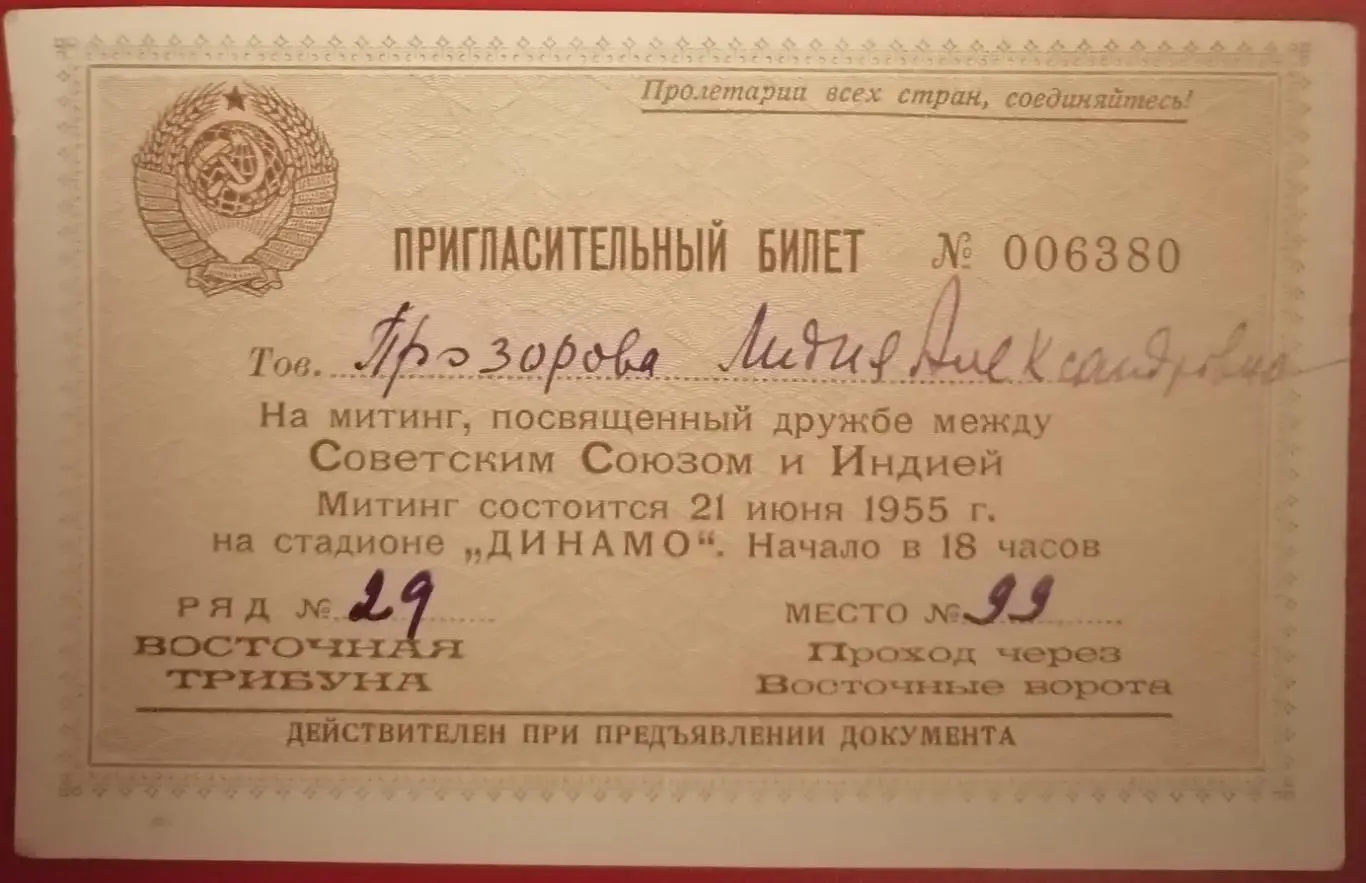 Пролетарии всех стран, соединяйтесь!
ПРИГЛАСИТЕЛЬНЫЙ БИЛЕТ № 006380
Тов. Прозорова Лидия Александровна
На митинг, посвященный дружбе между
Советским Союзом и Индией
Митинг состоится 21 июня 1955 г.
на стадионе „ДИНАМО“. Начало в 18 часов
РЯД № 29 МЕСТО № 99
ВОСТОЧНАЯ ТРИБУНА
Проход через Восточные ворота
ДЕЙСТВИТЕЛЕН ПРИ ПРЕДЪЯВЛЕНИИ ДОКУМЕНТА